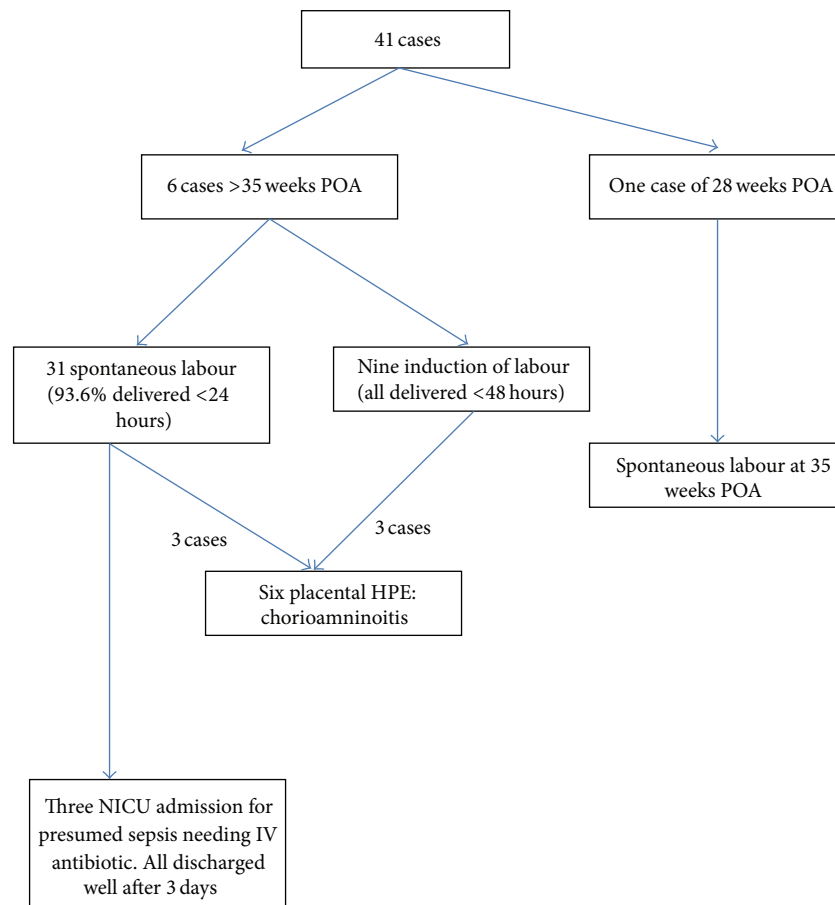 41 cases
6 cases >35 weeks POA
One case of 28 weeks POA
31 spontaneous labour
(93.6% delivered <24
hours)
Nine induction of labour
(all delivered <48 hours)
Spontaneous labour at 35
weeks POA
3 cases
3 cases
Six placental HPE:
chorioamninoitis
Three NICU admission for
presumed sepsis needing IV
antibiotic. All discharged
well after 3 days